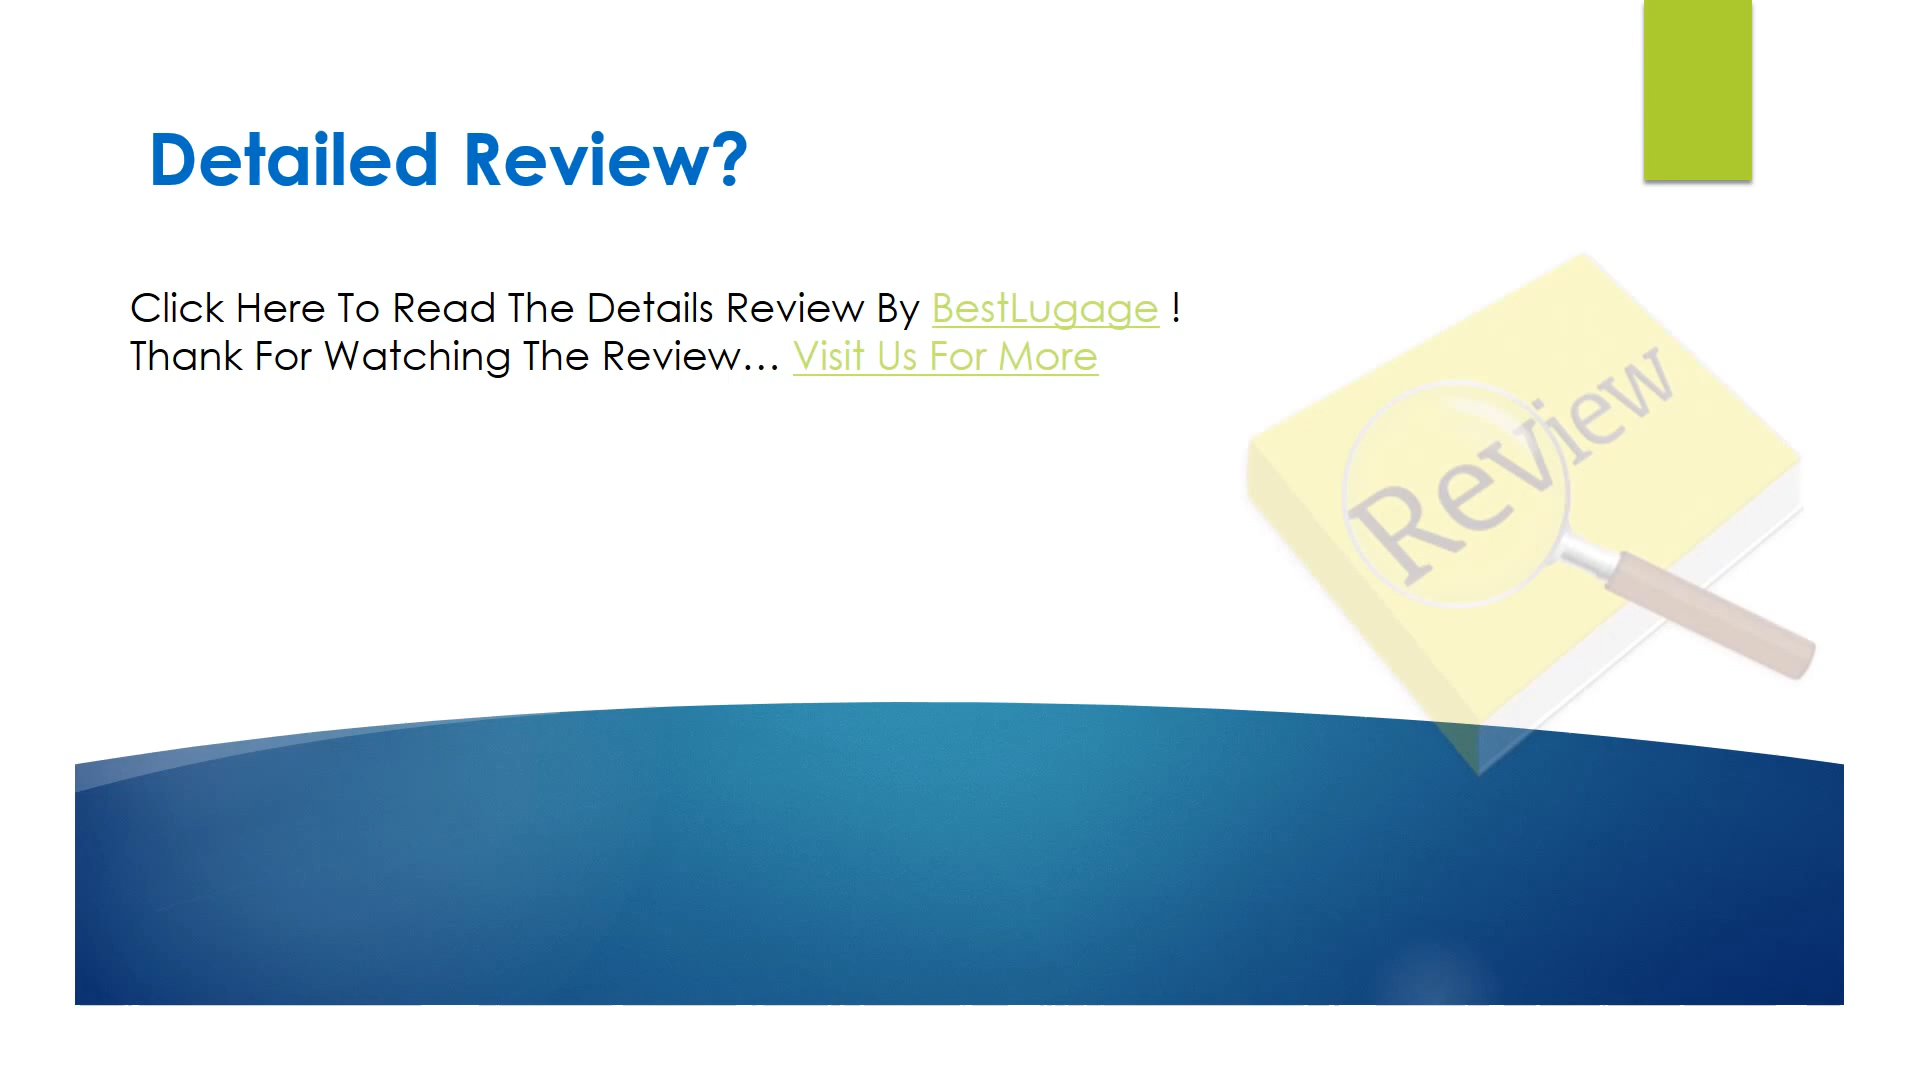 Detailed Review?
Click Here To Read The Details Review By BestLugage !
Thank For Watching The Review… Visit Us For More
Review